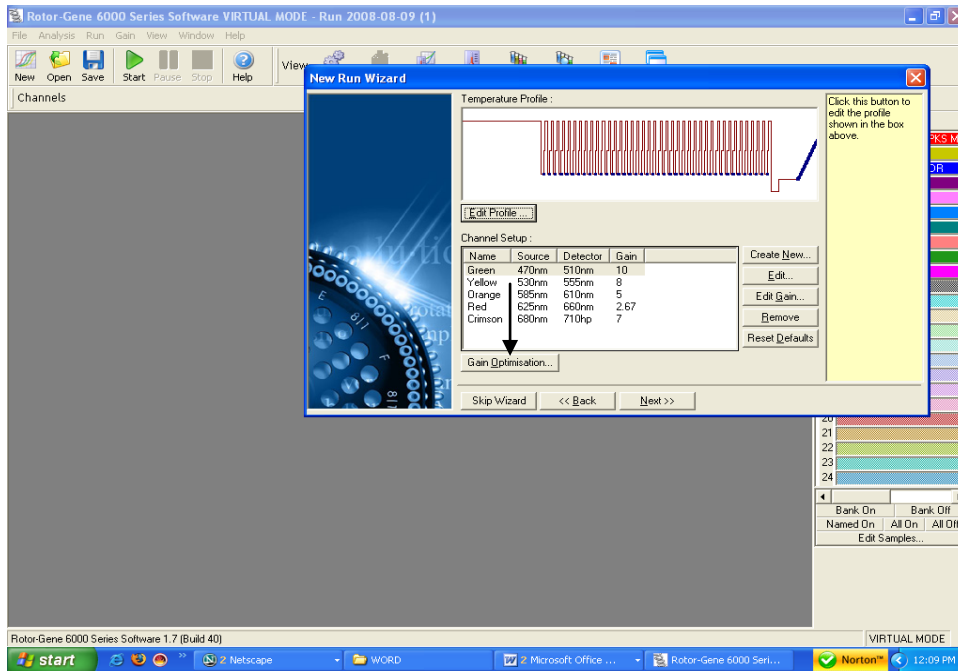 Rotor-Gene 6000 Series Software VIRTUAL MODE - Run 2008-08-09 (1)
File Analysis Run Gain View Window Help
New Open Save Start Pause Stop Help View
Channels
New Run Wizard
Temperature Profile :
Click this button to
edit the profile
shown in the box
above.
Edit Profile ...
Channel Setup :
Name Source Detector Gain
Green 470nm 510nm 10
Yellow 530nm 555nm 8
Orange 585nm 610nm 5
Red 625nm 660nm 2.67
Crimson 680nm 710hp 7
Create New...
Edit...
Edit Gain...
Remove
Reset Defaults
Gain Optimisation...
Skip Wizard << Back Next >>
21
22
23
24
Bank On Bank Off
Named On All On All Off
Edit Samples...
Rotor-Gene 6000 Series Software 1.7 (Build 40) VIRTUAL MODE
start 2 Netscape WORD 2 Microsoft Office ... Rotor-Gene 6000 Seri... Norton™ 12:09 PM